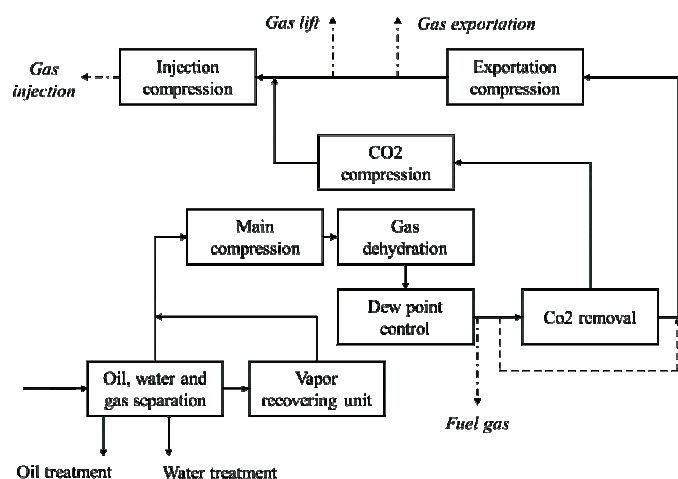 Gas lift
Gas exportation
Gas
injection
Injection
compression
Exportation
compression
CO2
compression
Main
compression
Gas
dehydration
Dew point
control
Co2 removal
Oil, water and
gas separation
Vapor
recovering unit
Fuel gas
Oil treatment
Water treatment